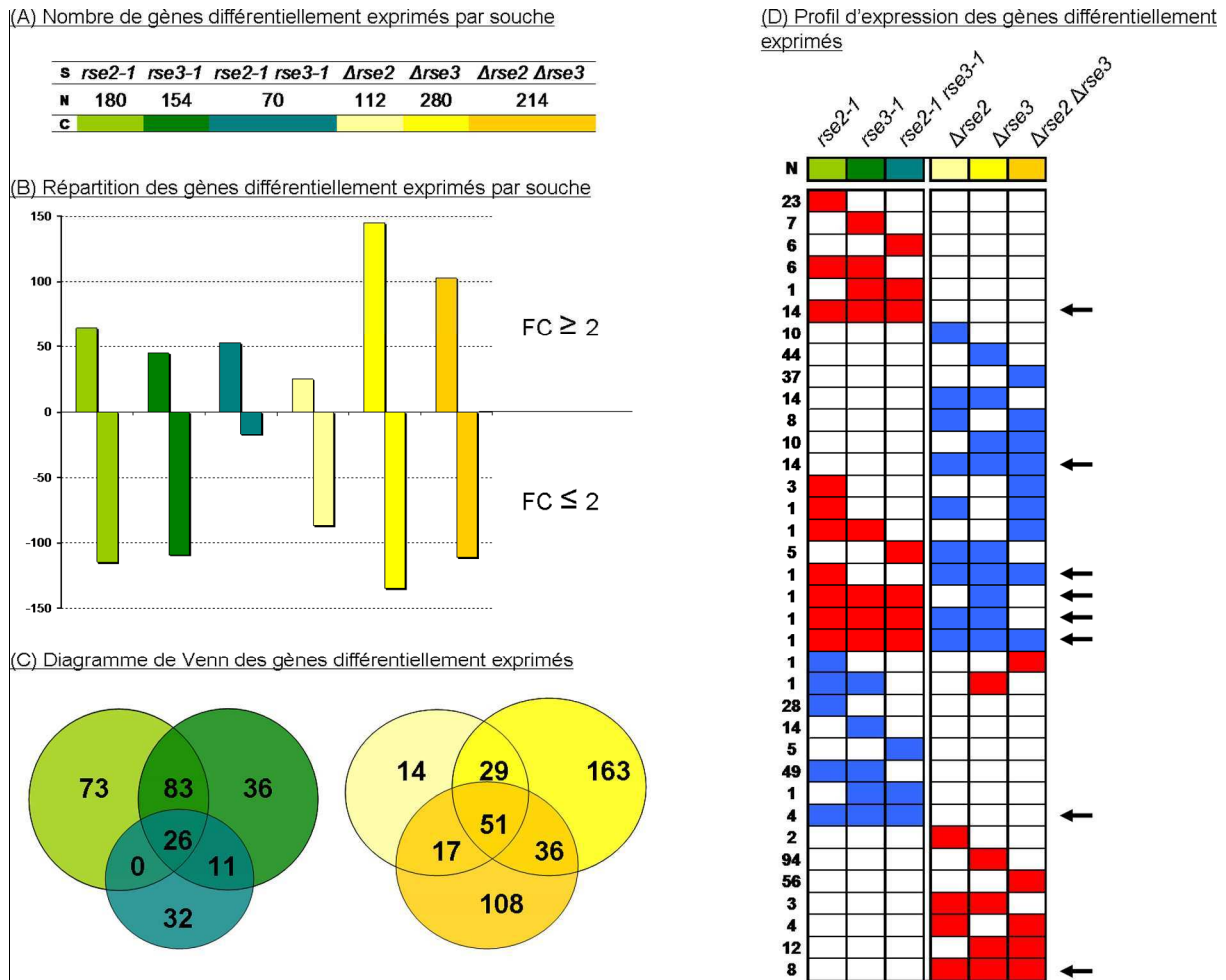 (A) Nombre de gènes différentiellement exprimés par souche
S rse2-1 rse3-1 rse2-1 rse3-1 Δrse2 Δrse3 Δrse2 Δrse3
N 180 154 70 112 280 214
C
(B) Répartition des gènes différentiellement exprimés par souche
150
100
50
0
-50
-100
-150
FC ≥ 2
FC ≤ 2
(C) Diagramme de Venn des gènes différentiellement exprimés
73 83 36
26
0 11
32
14 29 163
51
17 36
108
(D) Profil d'expression des gènes différentiellement
exprimés
rse2-1
rse3-1
rse2-1 rse3-1
Δrse2
Δrse3
Δrse2 Δrse3
N
23
7
6
6
1
14
10
44
37
14
8
10
14
3
1
1
5
1
1
1
1
1
1
28
14
5
49
1
4
2
94
56
3
4
12
8